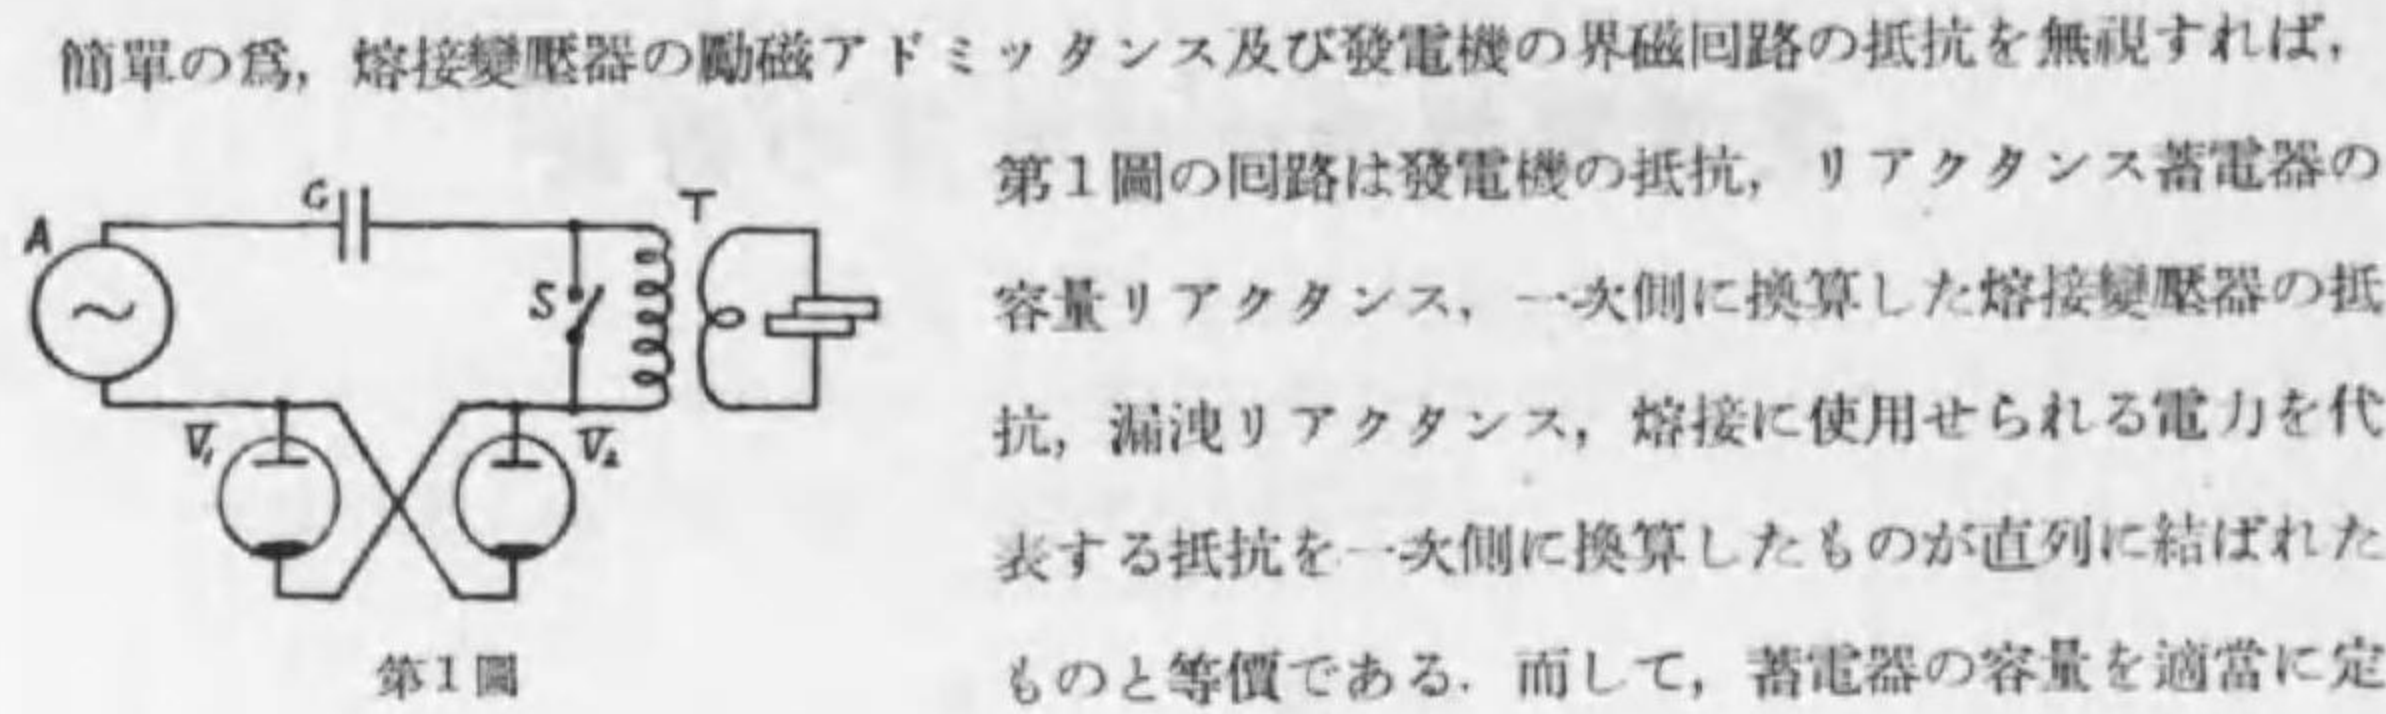 簡單の爲，熔接變壓器の勵磁アドミッタンス及び發電機の界磁回路の抵抗を無視すれば，
第1圖の回路は發電機の抵抗，リアクタンス蓄電器の
容量リアクタンス，一次側に換算した熔接變壓器の抵
抗，漏洩リアクタンス，熔接に使用せられる電力を代
表する抵抗を一次側に換算したものが直列に結ばれた
ものと等價である．而して，蓄電器の容量を適當に定
A
C
T
S
V₁
V₂
第1圖